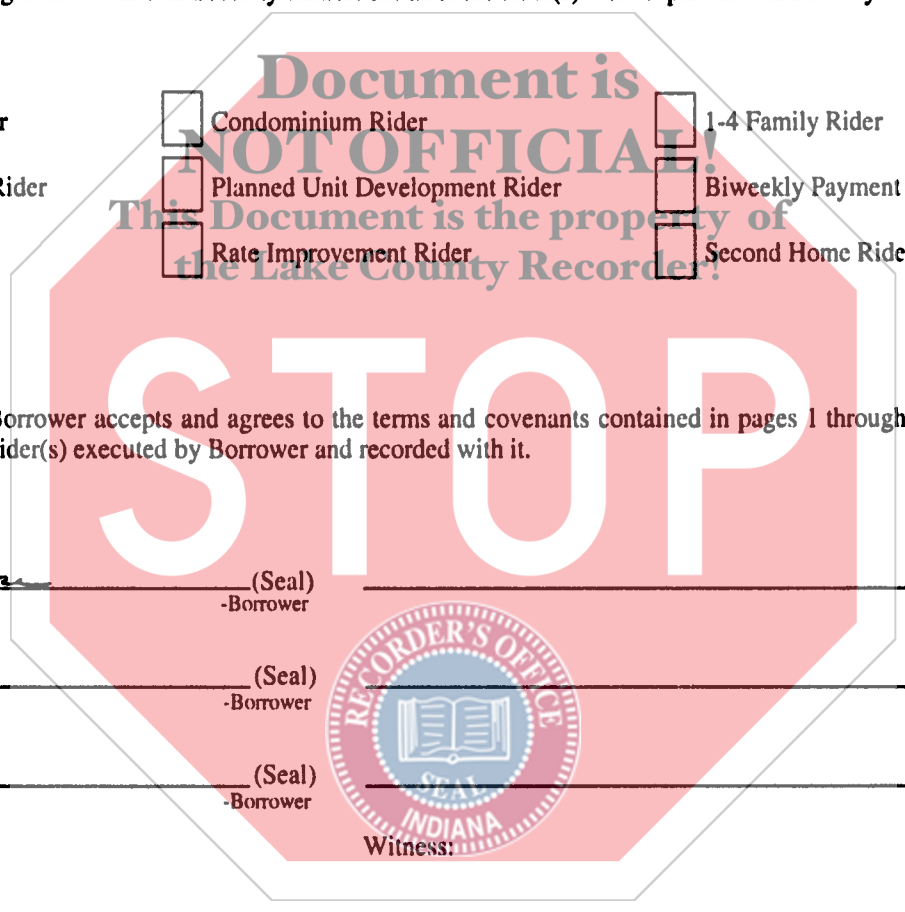 Document is
r Condominium Rider 1-4 Family Rider
NOT OFFICIAL!
Rider Planned Unit Development Rider Biweekly Payment
This Document is the property of
Rate Improvement Rider Second Home Ride
the Lake County Recorder!
STOP
Borrower accepts and agrees to the terms and covenants contained in pages 1 through
ider(s) executed by Borrower and recorded with it.
(Seal)
-Borrower
(Seal)
-Borrower
(Seal)
-Borrower
RECORDER'S OFFICE
SEAL
INDIANA
Witness: